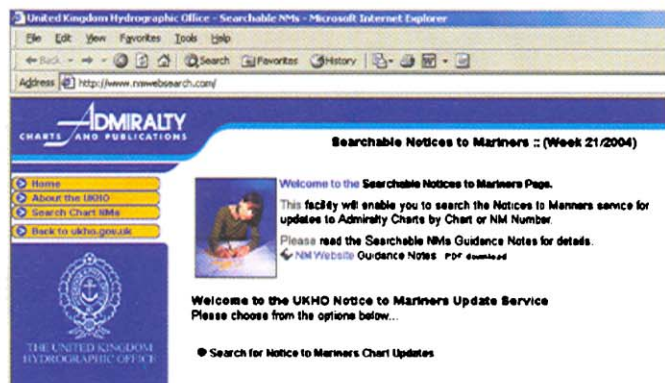 United Kingdom Hydrographic Office - Searchable NMs - Microsoft Internet Explorer
File Edit View Favorites Tools Help
Back Search Favorites History
Address http://www.nmwebsearch.com/
ADMIRALTY
CHARTS AND PUBLICATIONS
Searchable Notices to Mariners :: (Week 21/2004)
Home
About the UKHO
Search Chart NMs
Back to ukho.gov.uk
Welcome to the Searchable Notices to Mariners Page.
This facility will enable you to search the Notices to Mariners service for
updates to Admiralty Charts by Chart or NM Number.
Please read the Searchable NMs Guidance Notes for details.
NM Website Guidance Notes PDF download
Welcome to the UKHO Notice to Mariners Update Service
Please choose from the options below...
Search for Notice to Mariners Chart Updates
THE UNITED KINGDOM
HYDROGRAPHIC OFFICE